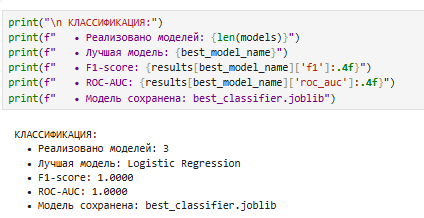 print("\n КЛАССИФИКАЦИЯ:")
print(f"   • Реализовано моделей: {len(models)}")
print(f"   • Лучшая модель: {best_model_name}")
print(f"   • F1-score: {results[best_model_name]['f1']:.4f}")
print(f"   • ROC-AUC: {results[best_model_name]['roc_auc']:.4f}")
print(f"   • Модель сохранена: best_classifier.joblib")
КЛАССИФИКАЦИЯ:
• Реализовано моделей: 3
• Лучшая модель: Logistic Regression
• F1-score: 1.0000
• ROC-AUC: 1.0000
• Модель сохранена: best_classifier.joblib